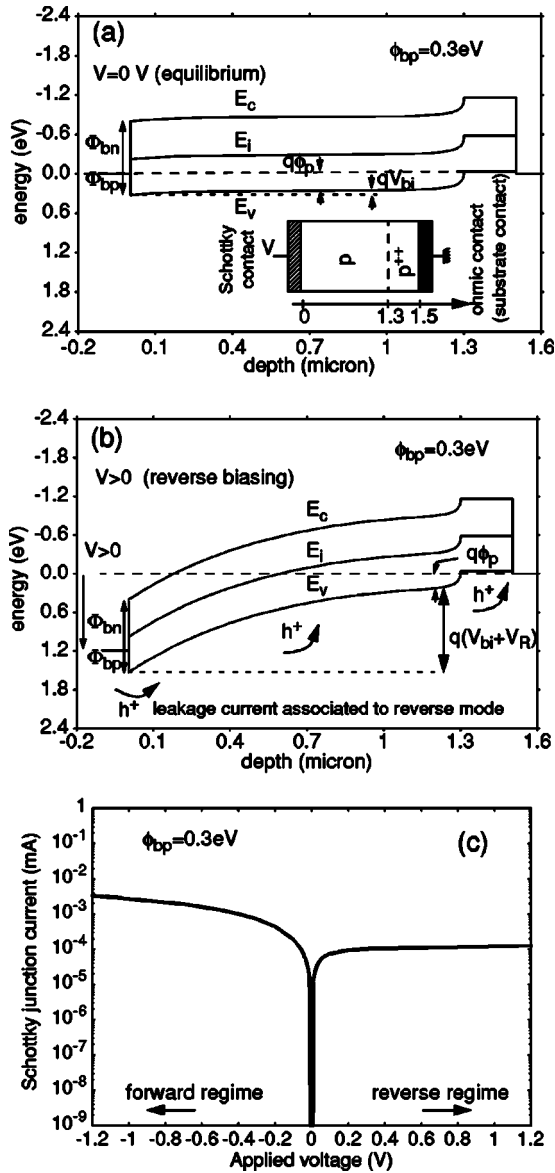 (a)
ϕbp=0.3eV
V=0 V (equilibrium)
Ec
Ei
Ev
Φbn
Φbp
qϕp
qVbi
energy (eV)
-2.4
-1.8
-1.2
-0.6
0.0
0.6
1.2
1.8
2.4
Schottky
contact
V
p
p++
0
1.3
1.5
ohmic contact
(substrate contact)
-0.2 0.1 0.4 0.7 1 1.3 1.6
depth (micron)
(b)
ϕbp=0.3eV
V>0 (reverse biasing)
V>0
Ec
Ei
Ev
qϕp
Φbn
Φbp
h+
h+
h+
q(Vbi+VR)
leakage current associated to reverse mode
energy (eV)
-2.4
-1.8
-1.2
-0.6
0.0
0.6
1.2
1.8
2.4
-0.2 0.1 0.4 0.7 1 1.3 1.6
depth (micron)
(c)
ϕbp=0.3eV
Schottky junction current (mA)
1
10-1
10-2
10-3
10-4
10-5
10-6
10-7
10-8
10-9
forward regime
reverse regime
-1.2 -1 -0.8 -0.6 -0.4 -0.2 0 0.2 0.4 0.6 0.8 1 1.2
Applied voltage (V)